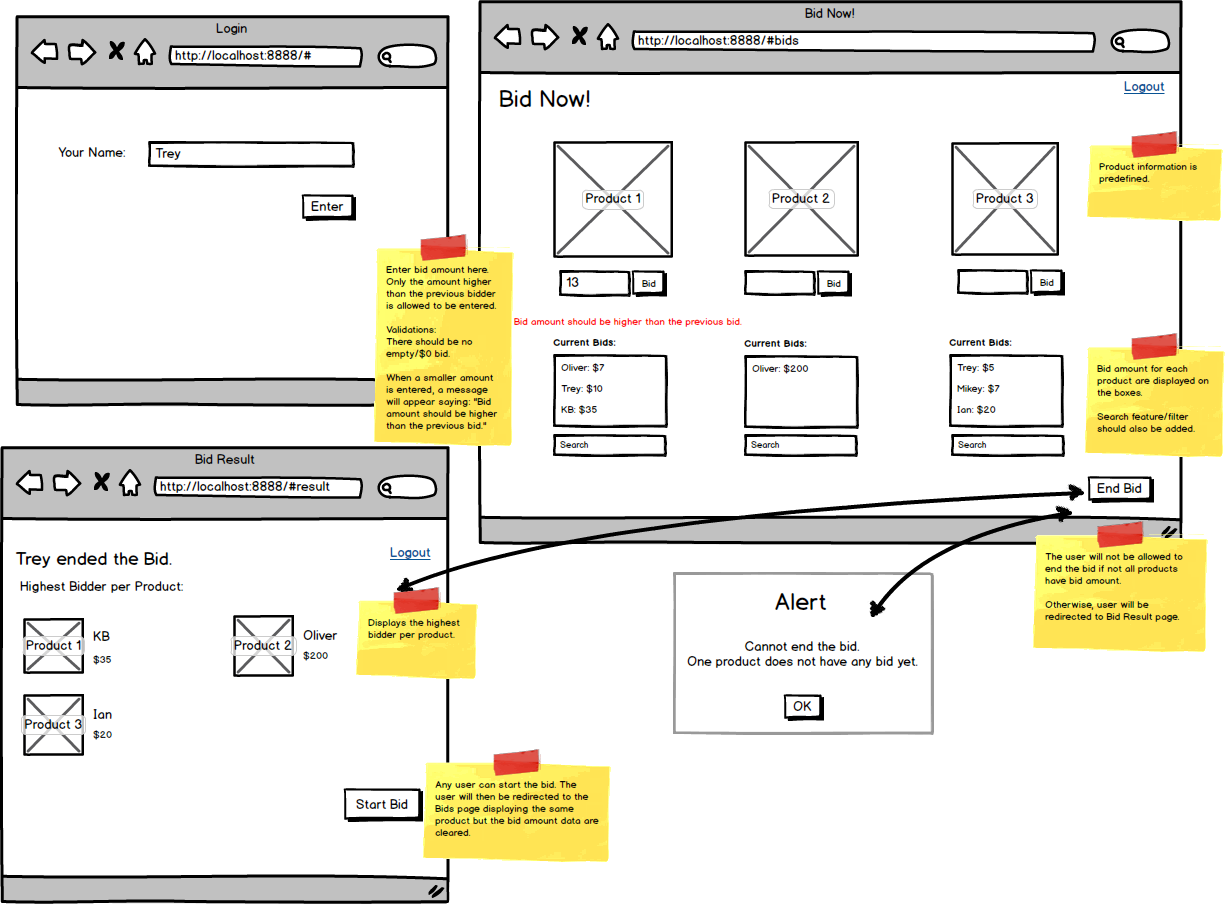 Login
http://localhost:8888/#
Your Name:
Trey
Enter
Enter bid amount here.
Only the amount higher
than the previous bidder
is allowed to be entered.
Validations:
There should be no
empty/$0 bid.
When a smaller amount
is entered, a message
will appear saying: "Bid
amount should be higher
than the previous bid."
Bid Now!
http://localhost:8888/#bids
Bid Now!
Logout
Product 1
Product 2
Product 3
Product information is
predefined.
13
Bid
Bid
Bid
Bid amount should be higher than the previous bid.
Current Bids:
Oliver: $7
Trey: $10
KB: $35
Search
Current Bids:
Oliver: $200
Search
Current Bids:
Trey: $5
Mikey: $7
Ian: $20
Search
Bid amount for each
product are displayed on
the boxes.
Search feature/filter
should also be added.
End Bid
The user will not be allowed to
end the bid if not all products
have bid amount.
Otherwise, user will be
redirected to Bid Result page.
Alert
Cannot end the bid.
One product does not have any bid yet.
OK
Bid Result
http://localhost:8888/#result
Trey ended the Bid.
Logout
Highest Bidder per Product:
Product 1
KB
$35
Product 2
Oliver
$200
Displays the highest
bidder per product.
Product 3
Ian
$20
Start Bid
Any user can start the bid. The
user will then be redirected to the
Bids page displaying the same
product but the bid amount data are
cleared.